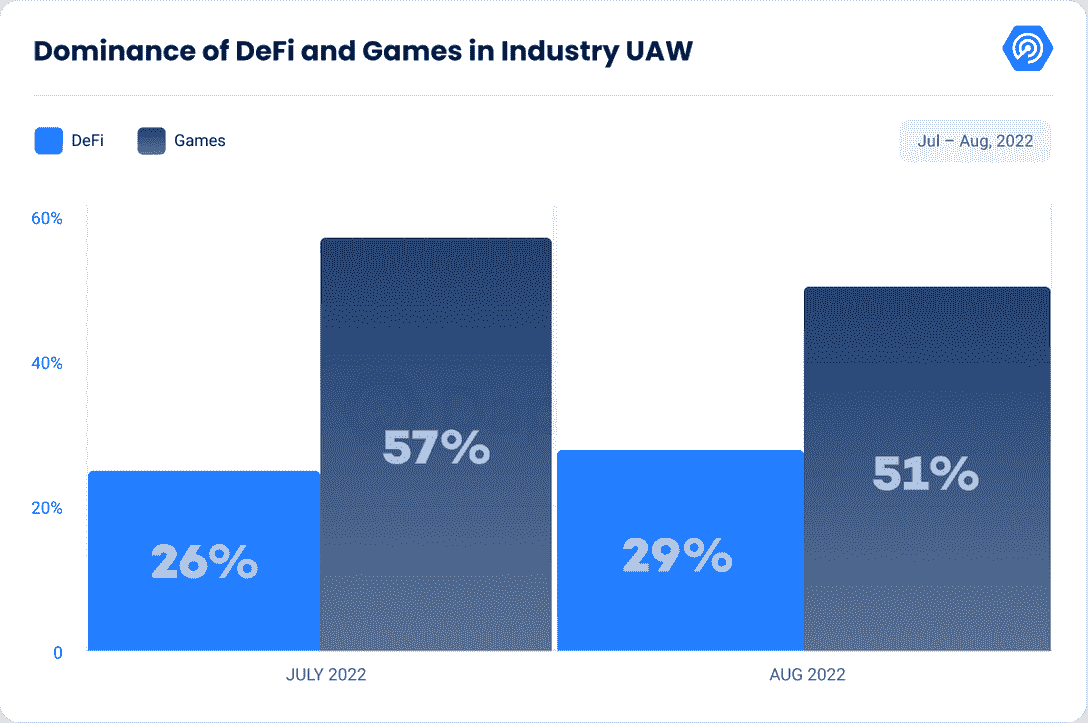 Dominance of DeFi and Games in Industry UAW
DeFi Games
Jul – Aug, 2022
60%
40%
20%
0
26%
57%
29%
51%
JULY 2022
AUG 2022